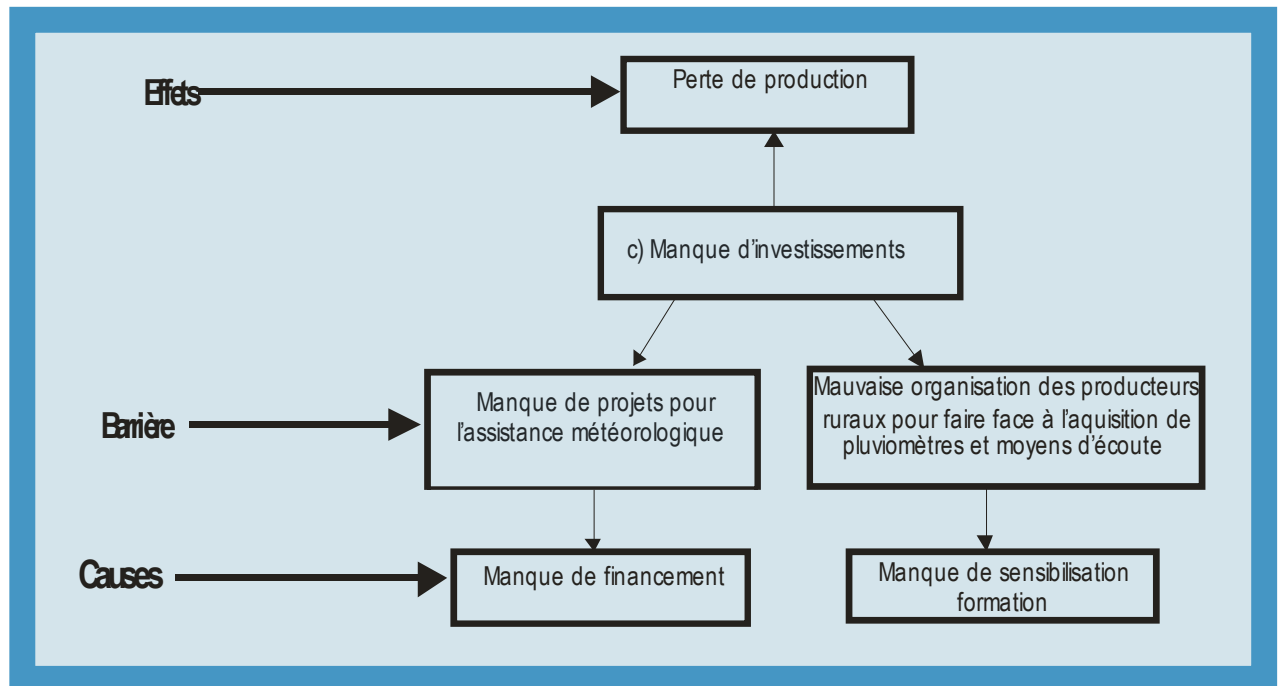 Effets
Perte de production
c) Manque d'investissements
Barrière
Manque de projets pour
l'assistance météorologique
Mauvaise organisation des producteurs
ruraux pour faire face à l'aquisition de
pluviomètres et moyens d'écoute
Causes
Manque de financement
Manque de sensibilisation
formation